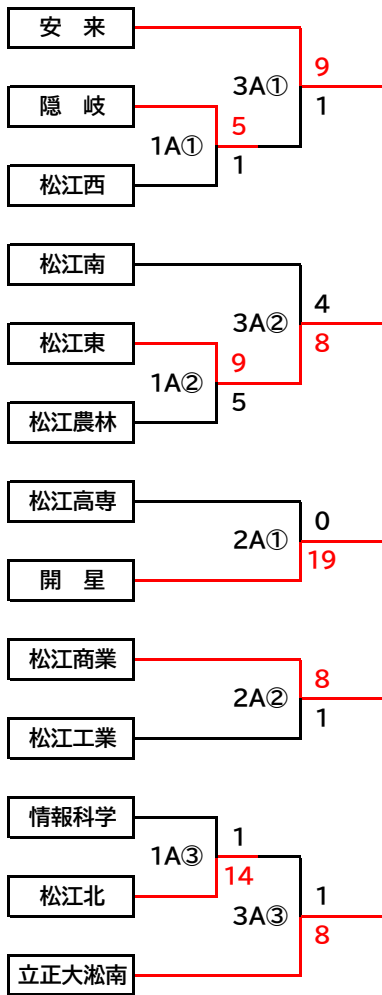 安　来
9
3A①
1
隠　岐
5
1A①
1
松江西
松江南
4
3A②
8
松江東
9
1A②
5
松江農林
松江高専
0
2A①
19
開　星
松江商業
8
2A②
1
松江工業
情報科学
1
1A③
14
松江北
1
3A③
8
立正大淞南